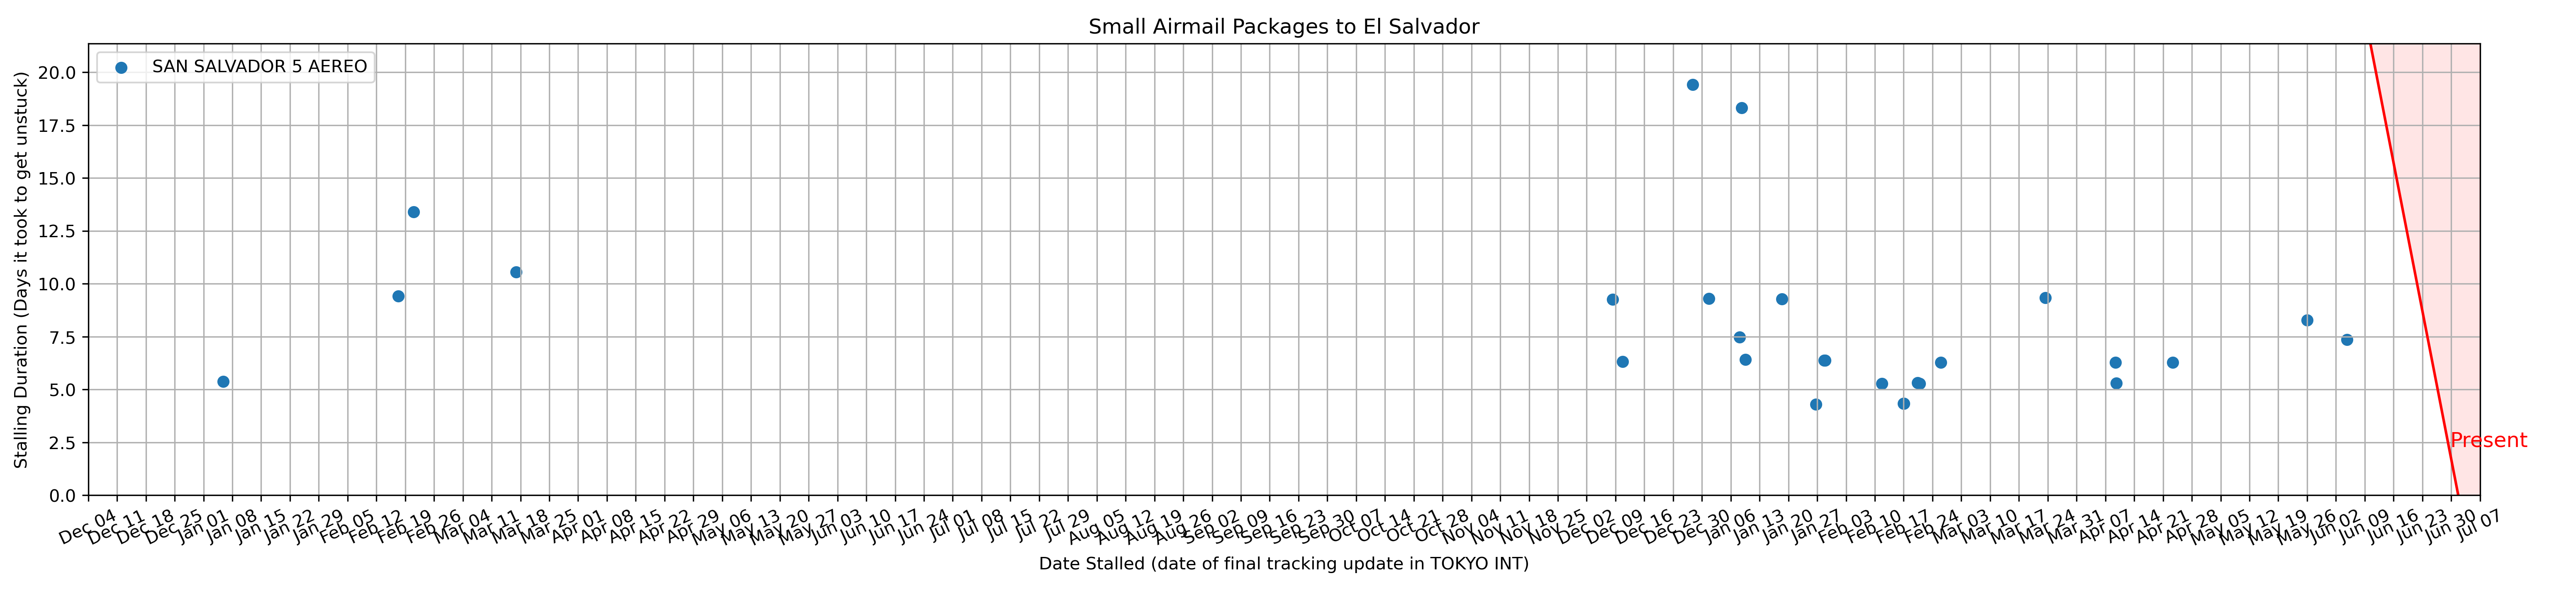 Small Airmail Packages to El Salvador
SAN SALVADOR 5 AEREO
Stalling Duration (Days it took to get unstuck)
20.0
17.5
15.0
12.5
10.0
7.5
5.0
2.5
0.0
Present
Dec 04 Dec 11 Dec 18 Dec 25 Jan 01 Jan 08 Jan 15 Jan 22 Jan 29 Feb 05 Feb 12 Feb 19 Feb 26 Mar 04 Mar 11 Mar 18 Mar 25 Apr 01 Apr 08 Apr 15 Apr 22 Apr 29 May 06 May 13 May 20 May 27 Jun 03 Jun 10 Jun 17 Jun 24 Jul 01 Jul 08 Jul 15 Jul 22 Jul 29 Aug 05 Aug 12 Aug 19 Aug 26 Sep 02 Sep 09 Sep 16 Sep 23 Sep 30 Oct 07 Oct 14 Oct 21 Oct 28 Nov 04 Nov 11 Nov 18 Nov 25 Dec 02 Dec 09 Dec 16 Dec 23 Dec 30 Jan 06 Jan 13 Jan 20 Jan 27 Feb 03 Feb 10 Feb 17 Feb 24 Mar 03 Mar 10 Mar 17 Mar 24 Mar 31 Apr 07 Apr 14 Apr 21 Apr 28 May 05 May 12 May 19 May 26 Jun 02 Jun 09 Jun 16 Jun 23 Jun 30 Jul 07
Date Stalled (date of final tracking update in TOKYO INT)